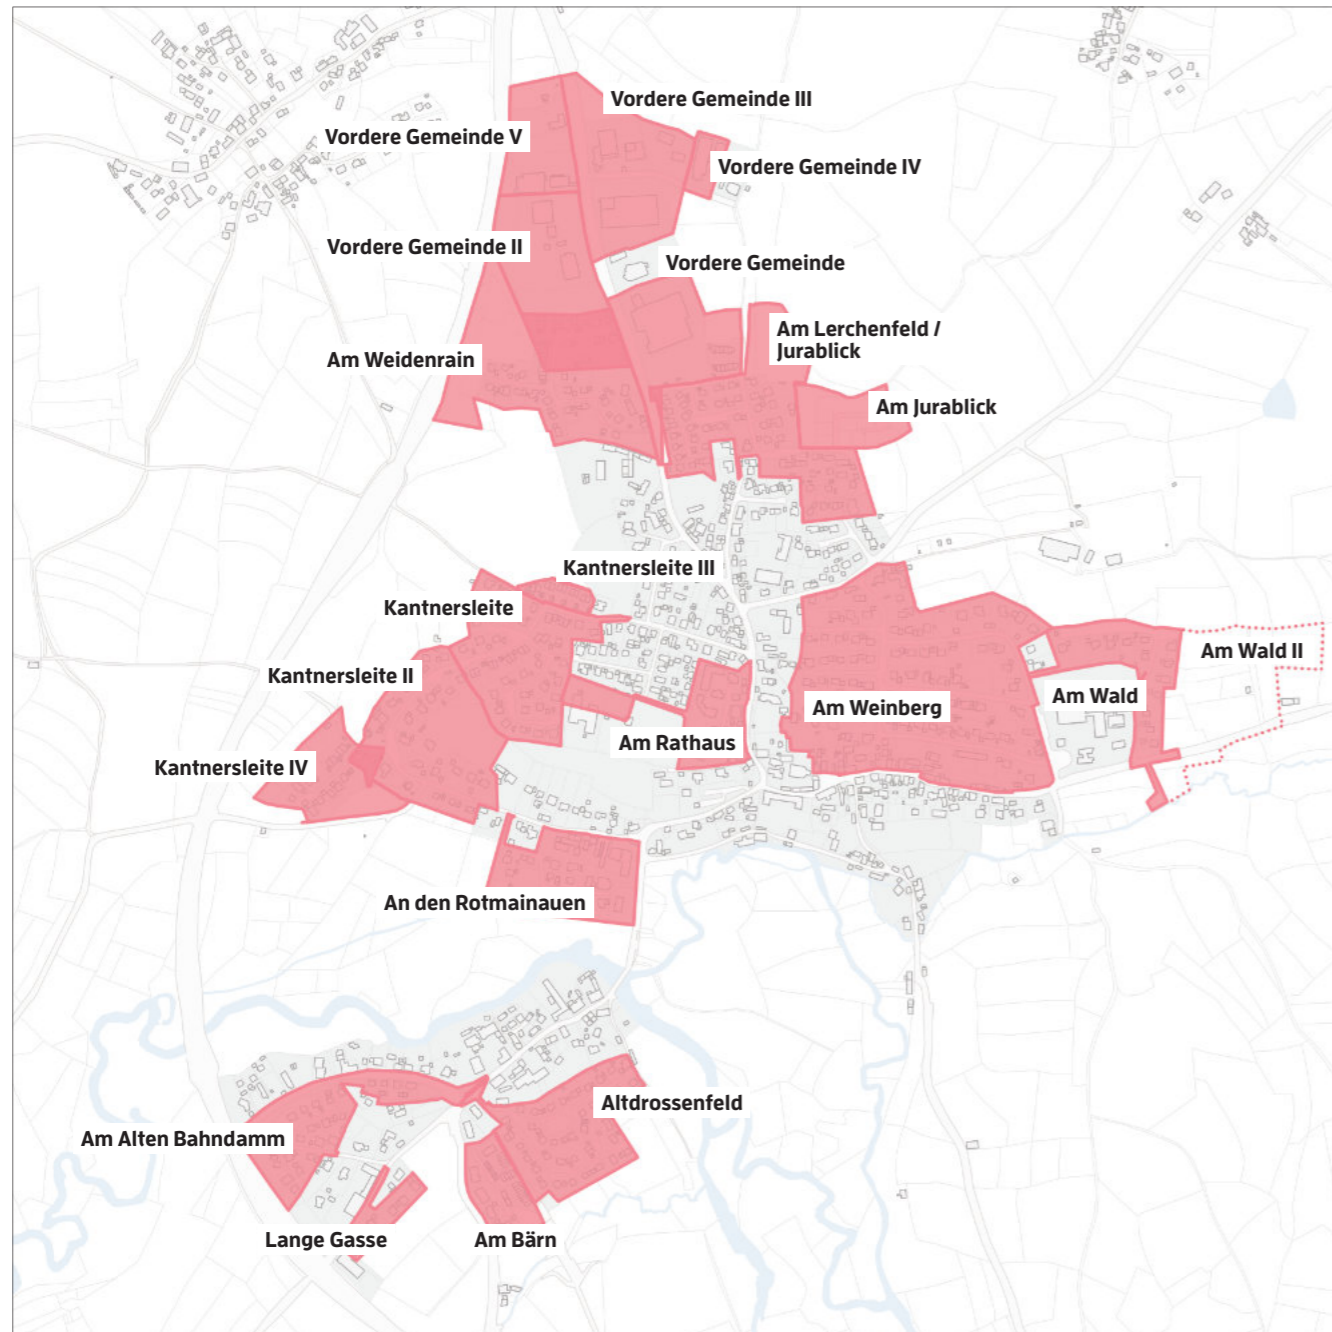 Vordere Gemeinde III
Vordere Gemeinde V
Vordere Gemeinde IV
Vordere Gemeinde II
Vordere Gemeinde
Am Lerchenfeld /
Jurablick
Am Weidenrain
Am Jurablick
Kantnersleite III
Kantnersleite
Am Wald II
Kantnersleite II
Am Wald
Am Weinberg
Am Rathaus
Kantnersleite IV
An den Rotmainauen
Altdrossenfeld
Am Alten Bahndamm
Lange Gasse
Am Bärn